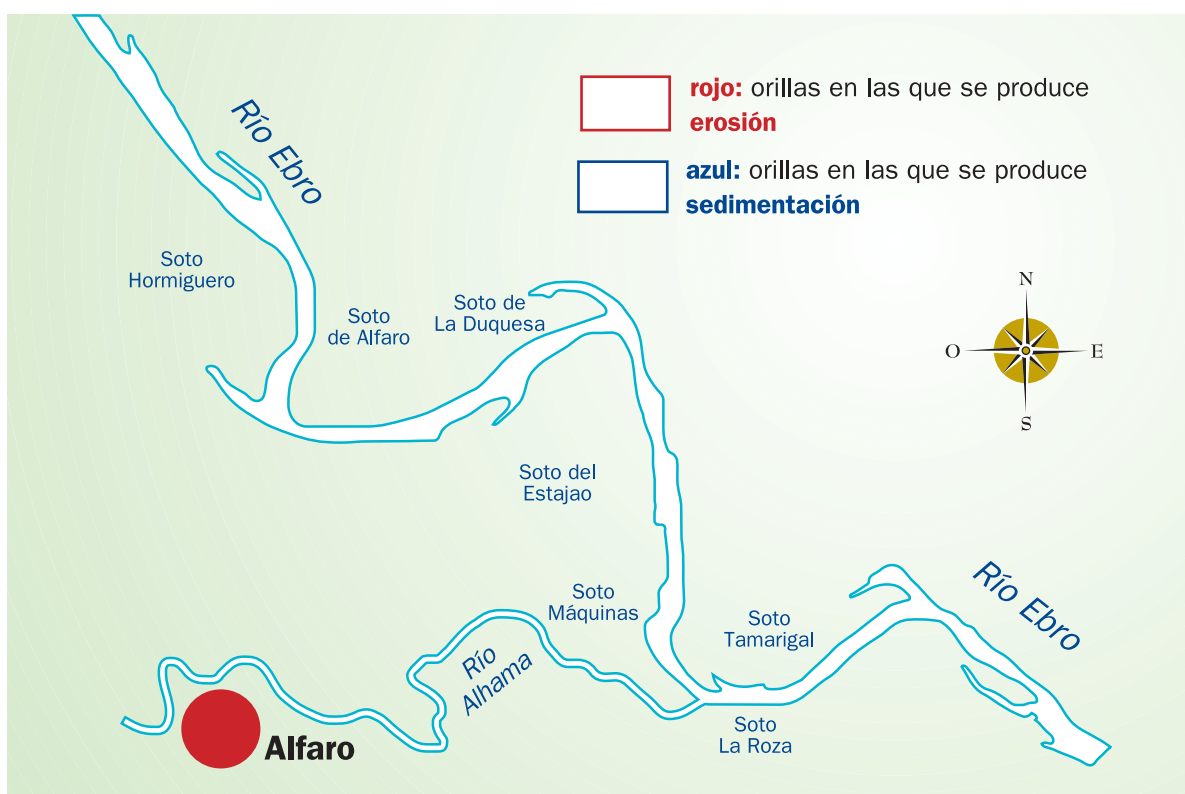 rojo: orillas en las que se produce
erosión
azul: orillas en las que se produce
sedimentación
Río Ebro
Soto
Hormiguero
Soto
de Alfaro
Soto de
La Duquesa
N
O
E
S
Soto del
Estajao
Soto
Máquinas
Soto
Tamarigal
Río Ebro
Río
Alhama
Soto
La Roza
Alfaro